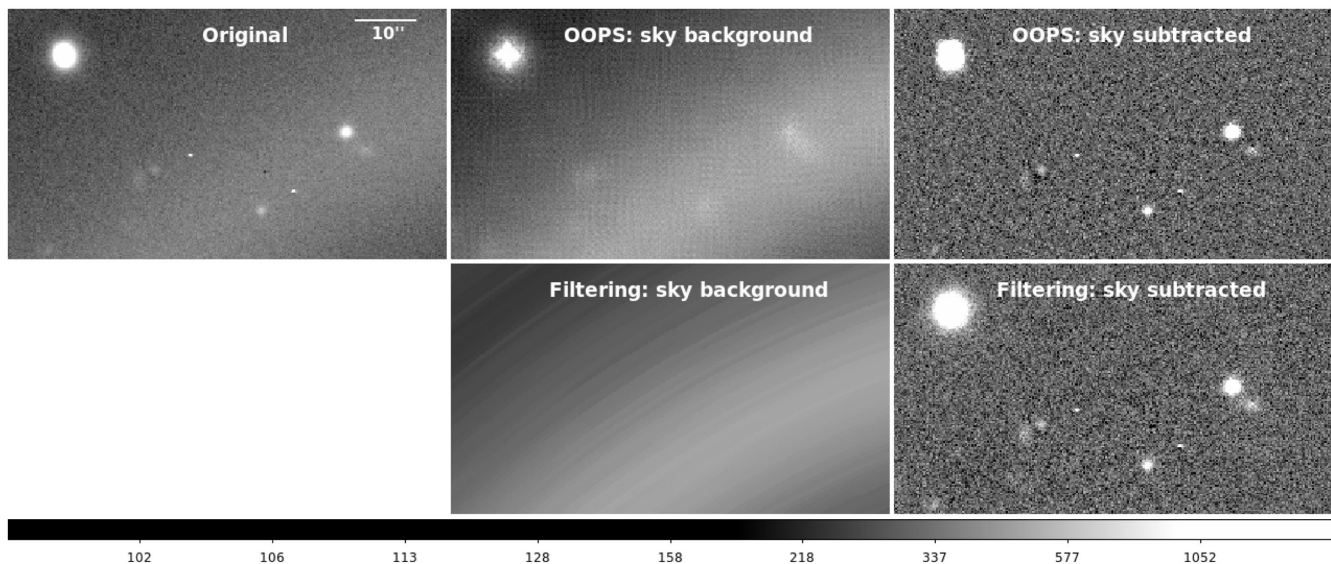 Original
10''
OOPS: sky background
OOPS: sky subtracted
Filtering: sky background
Filtering: sky subtracted
102 106 113 128 158 218 337 577 1052